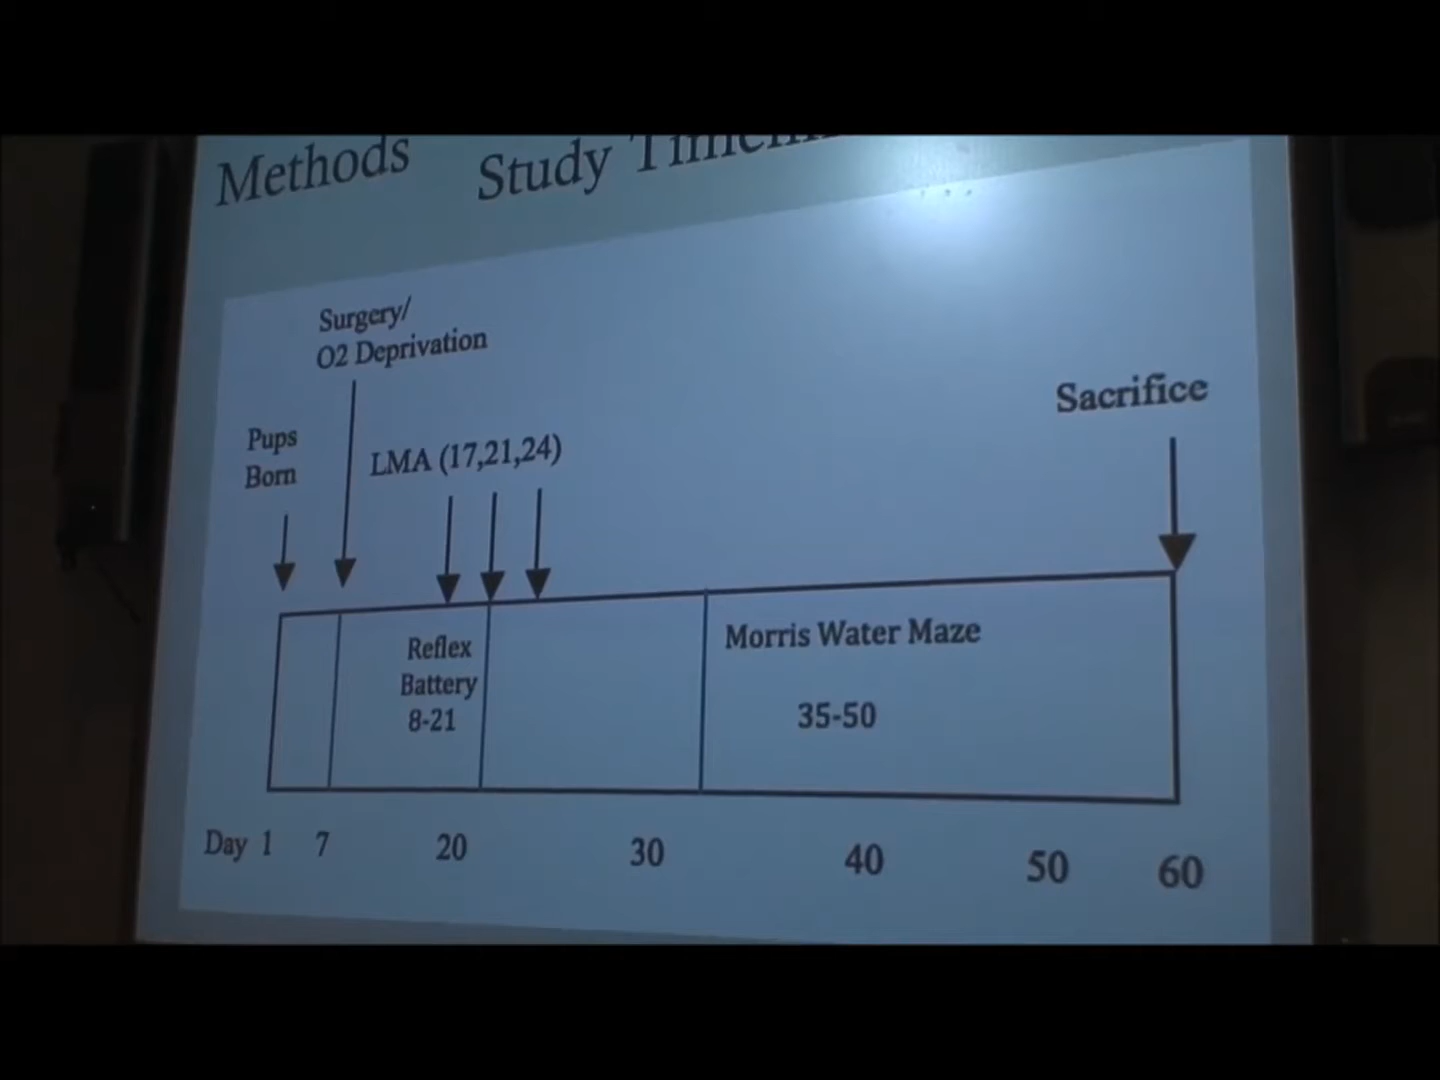 Methods Study Timeline
Surgery/
O2 Deprivation
Pups
Born
LMA (17,21,24)
Sacrifice
Reflex
Battery
8-21
Morris Water Maze
35-50
Day 1 7 20 30 40 50 60